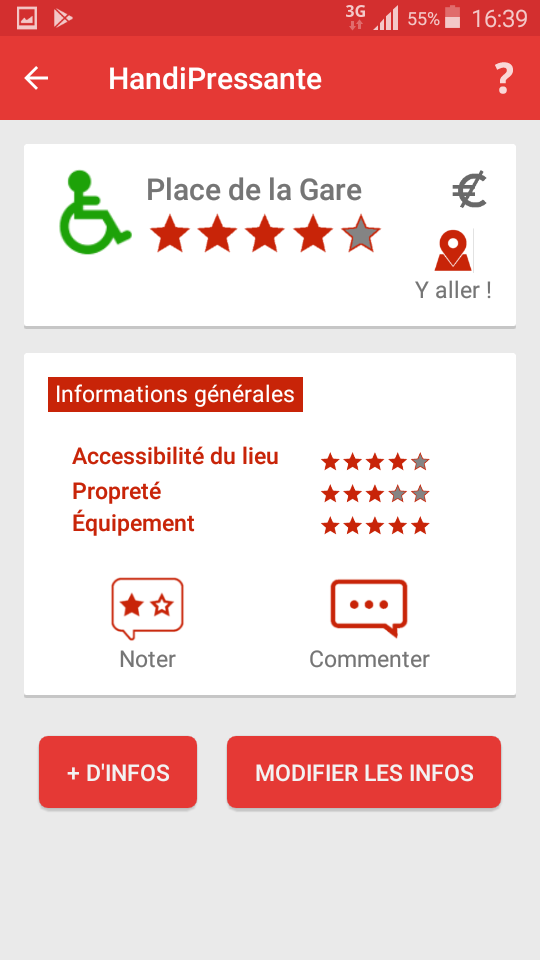 3G 55% 16:39
HandiPressante ?
Place de la Gare €
Y aller !
Informations générales
Accessibilité du lieu
Propreté
Équipement
Noter Commenter
+ D'INFOS MODIFIER LES INFOS